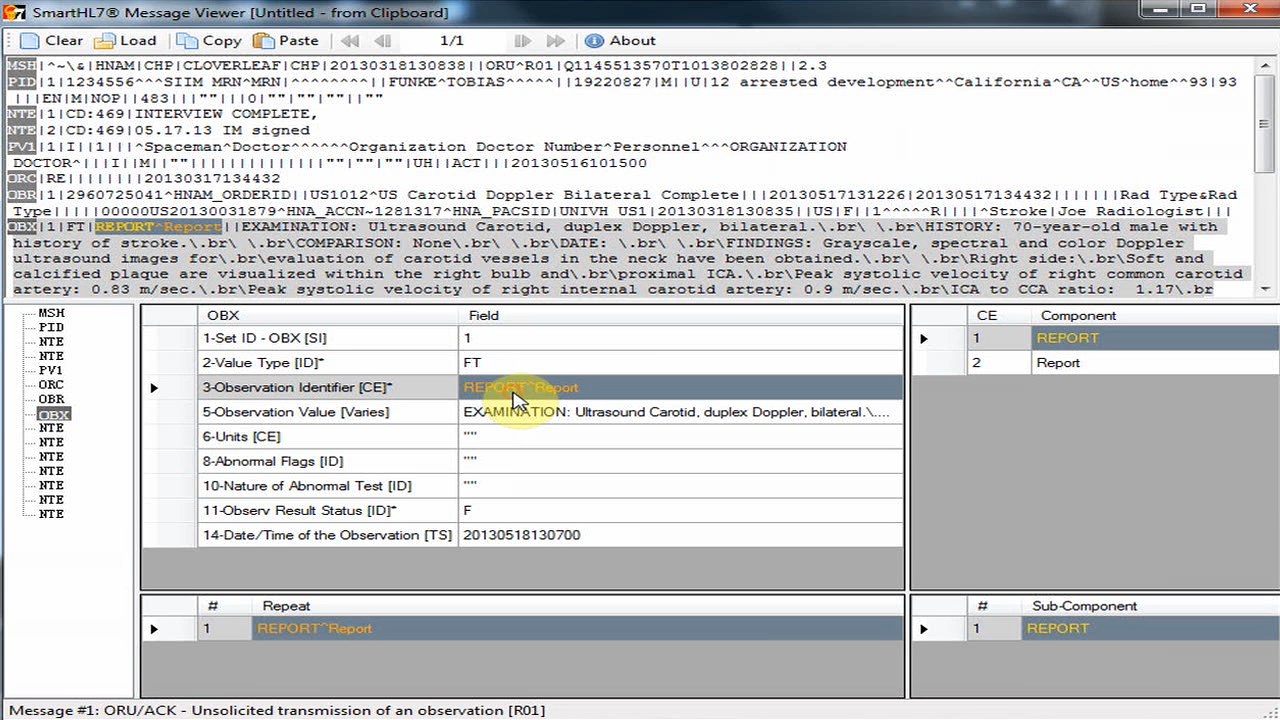 SmartHL7® Message Viewer [Untitled - from Clipboard]
Clear Load Copy Paste 1/1 About
MSH|^~\&|HNAM|CHP|CLOVERLEAF|CHP|20130318130838||ORU^R01|Q1145513570T1013802828||2.3
PID|1|1234556^^^SIIM MRN^MRN|^^^^^^^^||FUNKE^TOBIAS^^^^^||19220827|M||U|12 arrested development^^California^CA^^US^home^^93|93
|||EN|M|NOP||483|||""|||0|""|""|""||""
NTE|1|CD:469|INTERVIEW COMPLETE,
NTE|2|CD:469|05.17.13 IM signed
PV1|1|I||1|||^Spaceman^Doctor^^^^^^Organization Doctor Number^Personnel^^^ORGANIZATION
DOCTOR^|||I||M||""||||||||||||||""|""|""|UH||ACT|||20130516101500
ORC|RE||||||||20130317134432
OBR|1|2960725041^HNAM_ORDERID||US1012^US Carotid Doppler Bilateral Complete|||20130517131226|20130517134432|||||||Rad Type&Rad
Type|||||00000US20130031879^HNA_ACCN~1281317^HNA_PACSID|UNIVH US1|20130318130835||US|F||1^^^^^R||||^Stroke|Joe Radiologist|||
OBX|1|FT|REPORT^Report||EXAMINATION: Ultrasound Carotid, duplex Doppler, bilateral.\.br\ \.br\HISTORY: 70-year-old male with
history of stroke.\.br\ \.br\COMPARISON: None\.br\ \.br\DATE: \.br\ \.br\FINDINGS: Grayscale, spectral and color Doppler
ultrasound images for\.br\evaluation of carotid vessels in the neck have been obtained.\.br\ \.br\Right side:\.br\Soft and
calcified plaque are visualized within the right bulb and\.br\proximal ICA.\.br\Peak systolic velocity of right common carotid
artery: 0.83 m/sec.\.br\Peak systolic velocity of right internal carotid artery: 0.9 m/sec.\.br\ICA to CCA ratio:  1.17\.br
MSH
PID
NTE
NTE
PV1
ORC
OBR
OBX
NTE
NTE
NTE
NTE
NTE
NTE
NTE
OBX Field
1-Set ID - OBX [SI] 1
2-Value Type [ID]* FT
3-Observation Identifier [CE]* REPORT^Report
5-Observation Value [Varies] EXAMINATION: Ultrasound Carotid, duplex Doppler, bilateral.\....
6-Units [CE] ""
8-Abnormal Flags [ID] ""
10-Nature of Abnormal Test [ID] ""
11-Observ Result Status [ID]* F
14-Date/Time of the Observation [TS] 20130518130700
CE Component
1 REPORT
2 Report
# Repeat
1 REPORT^Report
# Sub-Component
1 REPORT
Message #1: ORU/ACK - Unsolicited transmission of an observation [R01]